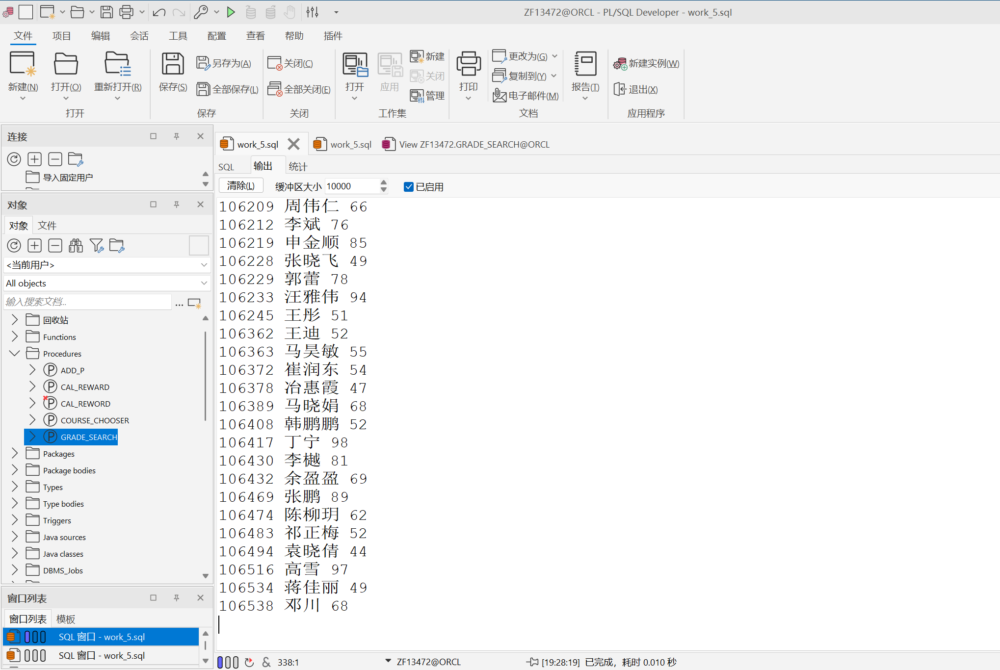 ZF13472@ORCL - PL/SQL Developer - work_5.sql
文件 项目 编辑 会话 工具 配置 查看 帮助 插件
新建(N)
打开(O)
重新打开(R)
打开
保存(S)
另存为(A)
全部保存(L)
保存
关闭(C)
全部关闭(E)
关闭
打开
应用
新建
关闭
管理
工作集
打印
更改为(G)
复制到(Y)
电子邮件(M)
文档
报告(T)
新建实例(W)
退出(X)
应用程序
连接
导入固定用户
对象
对象 文件
<当前用户>
All objects
输入搜索文档...
...
回收站
Functions
Procedures
ADD_P
CAL_REWARD
CAL_REWORD
COURSE_CHOOSER
GRADE_SEARCH
Packages
Package bodies
Types
Type bodies
Triggers
Java sources
Java classes
DBMS_Jobs
窗口列表
窗口列表 模板
SQL 窗口 - work_5.sql
SQL 窗口 - work_5.sql
work_5.sql work_5.sql View ZF13472.GRADE_SEARCH@ORCL
SQL 输出 统计
清除(L) 缓冲区大小 10000 已启用
106209 周伟仁 66
106212 李斌 76
106219 申金顺 85
106228 张晓飞 49
106229 郭蕾 78
106233 汪雅伟 94
106245 王彤 51
106362 王迪 52
106363 马昊敏 55
106372 崔润东 54
106378 冶惠霞 47
106389 马晓娟 68
106408 韩鹏鹏 52
106417 丁宁 98
106430 李樾 81
106432 余盈盈 69
106469 张鹏 89
106474 陈柳玥 62
106483 祁正梅 52
106494 袁晓倩 44
106516 高雪 97
106534 蒋佳丽 49
106538 邓川 68
& 338:1 ZF13472@ORCL [19:28:19] 已完成，耗时 0.010 秒